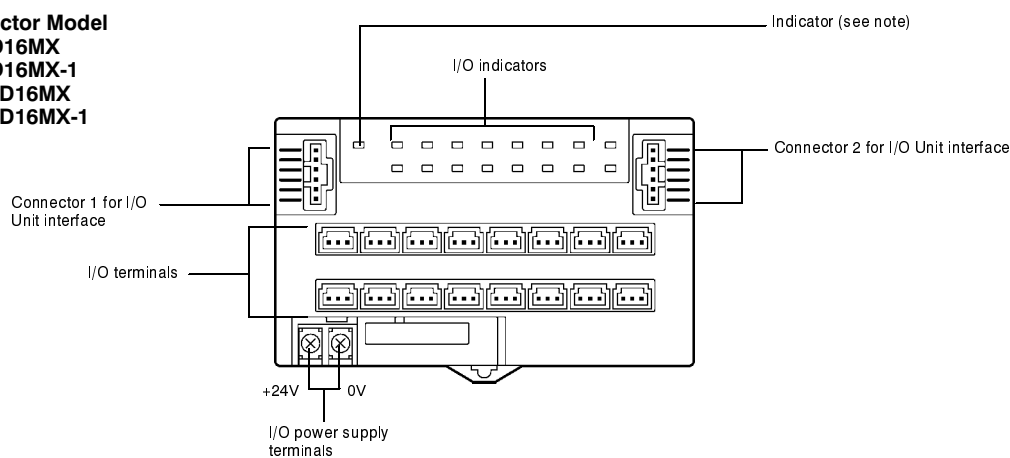 ctor Model
D16MX
D16MX-1
D16MX
D16MX-1
Indicator (see note)
I/O indicators
Connector 2 for I/O Unit interface
Connector 1 for I/O
Unit interface
I/O terminals
+24V
0V
I/O power supply
terminals